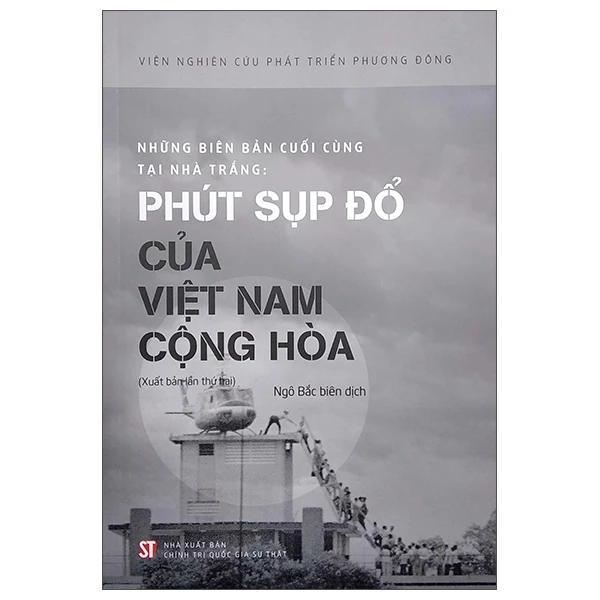 VIỆN NGHIÊN CỨU PHÁT TRIỂN PHƯƠNG ĐÔNG
NHỮNG BIÊN BẢN CUỐI CÙNG
TẠI NHÀ TRẮNG:
PHÚT SỤP ĐỔ
CỦA
VIỆT NAM
CỘNG HÒA
(Xuất bản lần thứ hai)
Ngô Bắc biên dịch
ST
NHÀ XUẤT BẢN
CHÍNH TRỊ QUỐC GIA SỰ THẬT